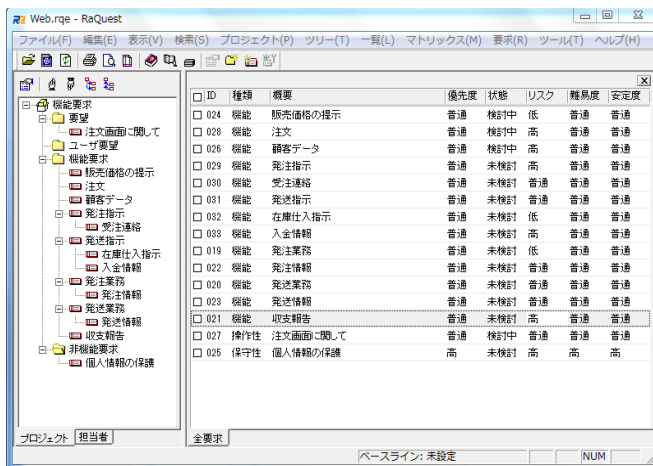 Web.rqe - RaQuest
ファイル(F) 編集(E) 表示(V) 検索(S) プロジェクト(P) ツリー(T) 一覧(L) マトリックス(M) 要求(R) ツール(T) ヘルプ(H)
機能要求
要望
注文画面に関して
ユーザ要望
機能要求
販売価格の提示
注文
顧客データ
発注指示
受注連絡
発送指示
在庫仕入指示
入金情報
発注業務
発注情報
発送業務
発送情報
収支報告
非機能要求
個人情報の保護
プロジェクト 担当者
ID 種類 概要 優先度 状態 リスク 難易度 安定度
024 機能 販売価格の提示 普通 検討中 低 普通 普通
028 機能 注文 普通 検討中 高 普通 普通
026 機能 顧客データ 普通 検討中 高 普通 普通
029 機能 発注指示 普通 未検討 高 普通 普通
030 機能 受注連絡 普通 未検討 普通 普通 普通
031 機能 発送指示 普通 未検討 普通 普通 普通
032 機能 在庫仕入指示 普通 未検討 低 普通 普通
033 機能 入金情報 普通 未検討 高 普通 普通
019 機能 発注業務 普通 未検討 低 普通 普通
022 機能 発注情報 普通 未検討 普通 普通 普通
020 機能 発送業務 普通 未検討 普通 普通 普通
023 機能 発送情報 普通 未検討 普通 普通 普通
021 機能 収支報告 普通 未検討 高 普通 普通
027 操作性 注文画面に関して 普通 検討中 普通 普通 普通
025 保守性 個人情報の保護 高 未検討 高 高 高
全要求
ベースライン: 未設定 NUM